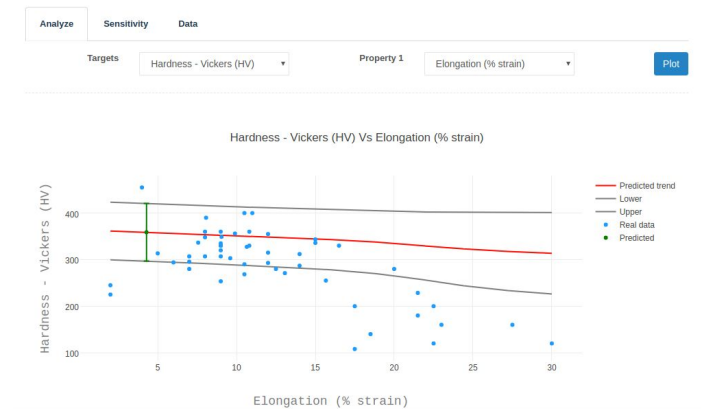 Analyze Sensitivity Data
Targets Hardness - Vickers (HV) Property 1 Elongation (% strain) Plot
Hardness - Vickers (HV) Vs Elongation (% strain)
Hardness - Vickers (HV)
400
300
200
100
5 10 15 20 25 30
Elongation (% strain)
Predicted trend
Lower
Upper
Real data
Predicted